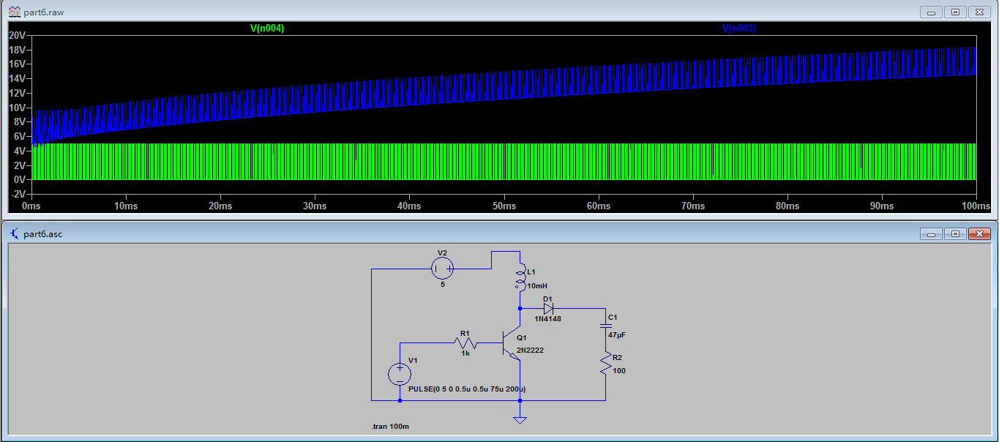 part6.raw
V(n004) V(n003)
20V
18V
16V
14V
12V
10V
8V
6V
4V
2V
0V
-2V
0ms 10ms 20ms 30ms 40ms 50ms 60ms 70ms 80ms 90ms 100ms
part6.asc
V2
5
L1
10mH
D1
1N4148
C1
47µF
R1
1k
Q1
2N2222
R2
100
V1
PULSE(0 5 0 0.5u 0.5u 75u 200u)
.tran 100m